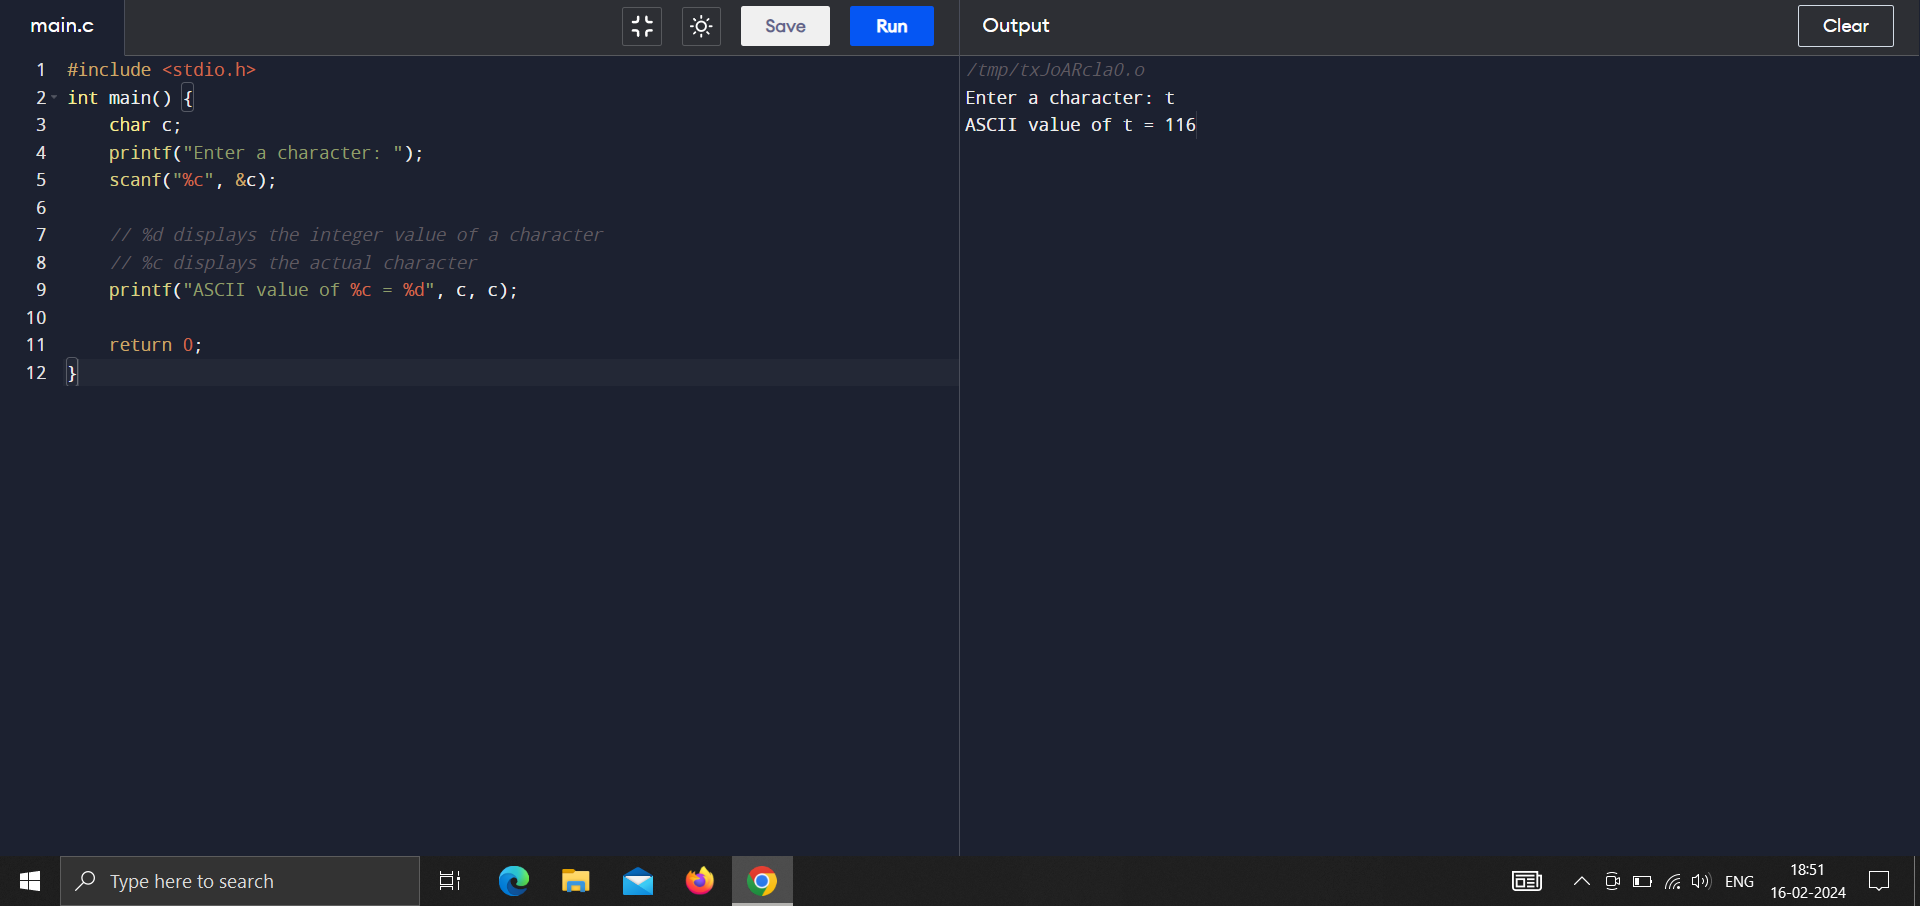 main.c
Save
Run
Output
Clear
1 #include <stdio.h>
2 int main() {
3 char c;
4 printf("Enter a character: ");
5 scanf("%c", &c);
6
7 // %d displays the integer value of a character
8 // %c displays the actual character
9 printf("ASCII value of %c = %d", c, c);
10
11 return 0;
12 }
/tmp/txJoARclaO.o
Enter a character: t
ASCII value of t = 116
Type here to search
ENG
18:51
16-02-2024